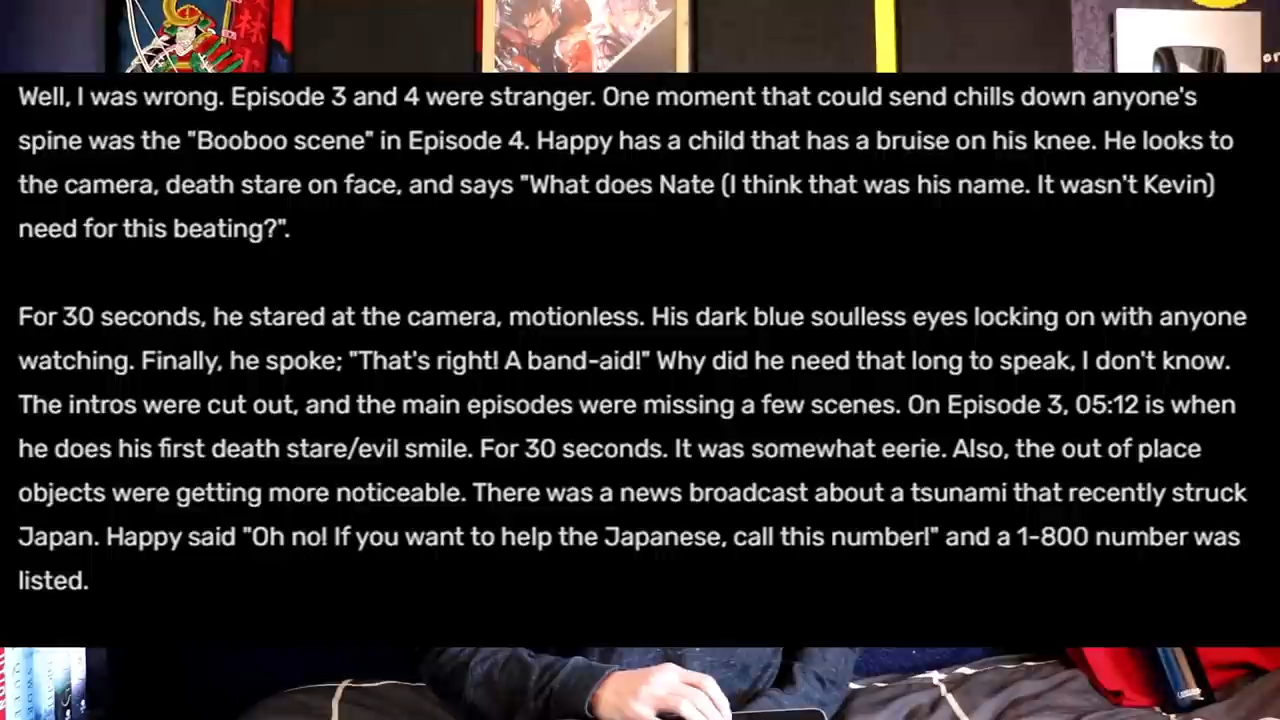 Well, I was wrong. Episode 3 and 4 were stranger. One moment that could send chills down anyone's
spine was the "Booboo scene" in Episode 4. Happy has a child that has a bruise on his knee. He looks to
the camera, death stare on face, and says "What does Nate (I think that was his name. It wasn't Kevin)
need for this beating?".
For 30 seconds, he stared at the camera, motionless. His dark blue soulless eyes locking on with anyone
watching. Finally, he spoke; "That's right! A band-aid!" Why did he need that long to speak, I don't know.
The intros were cut out, and the main episodes were missing a few scenes. On Episode 3, 05:12 is when
he does his first death stare/evil smile. For 30 seconds. It was somewhat eerie. Also, the out of place
objects were getting more noticeable. There was a news broadcast about a tsunami that recently struck
Japan. Happy said "Oh no! If you want to help the Japanese, call this number!" and a 1-800 number was
listed.